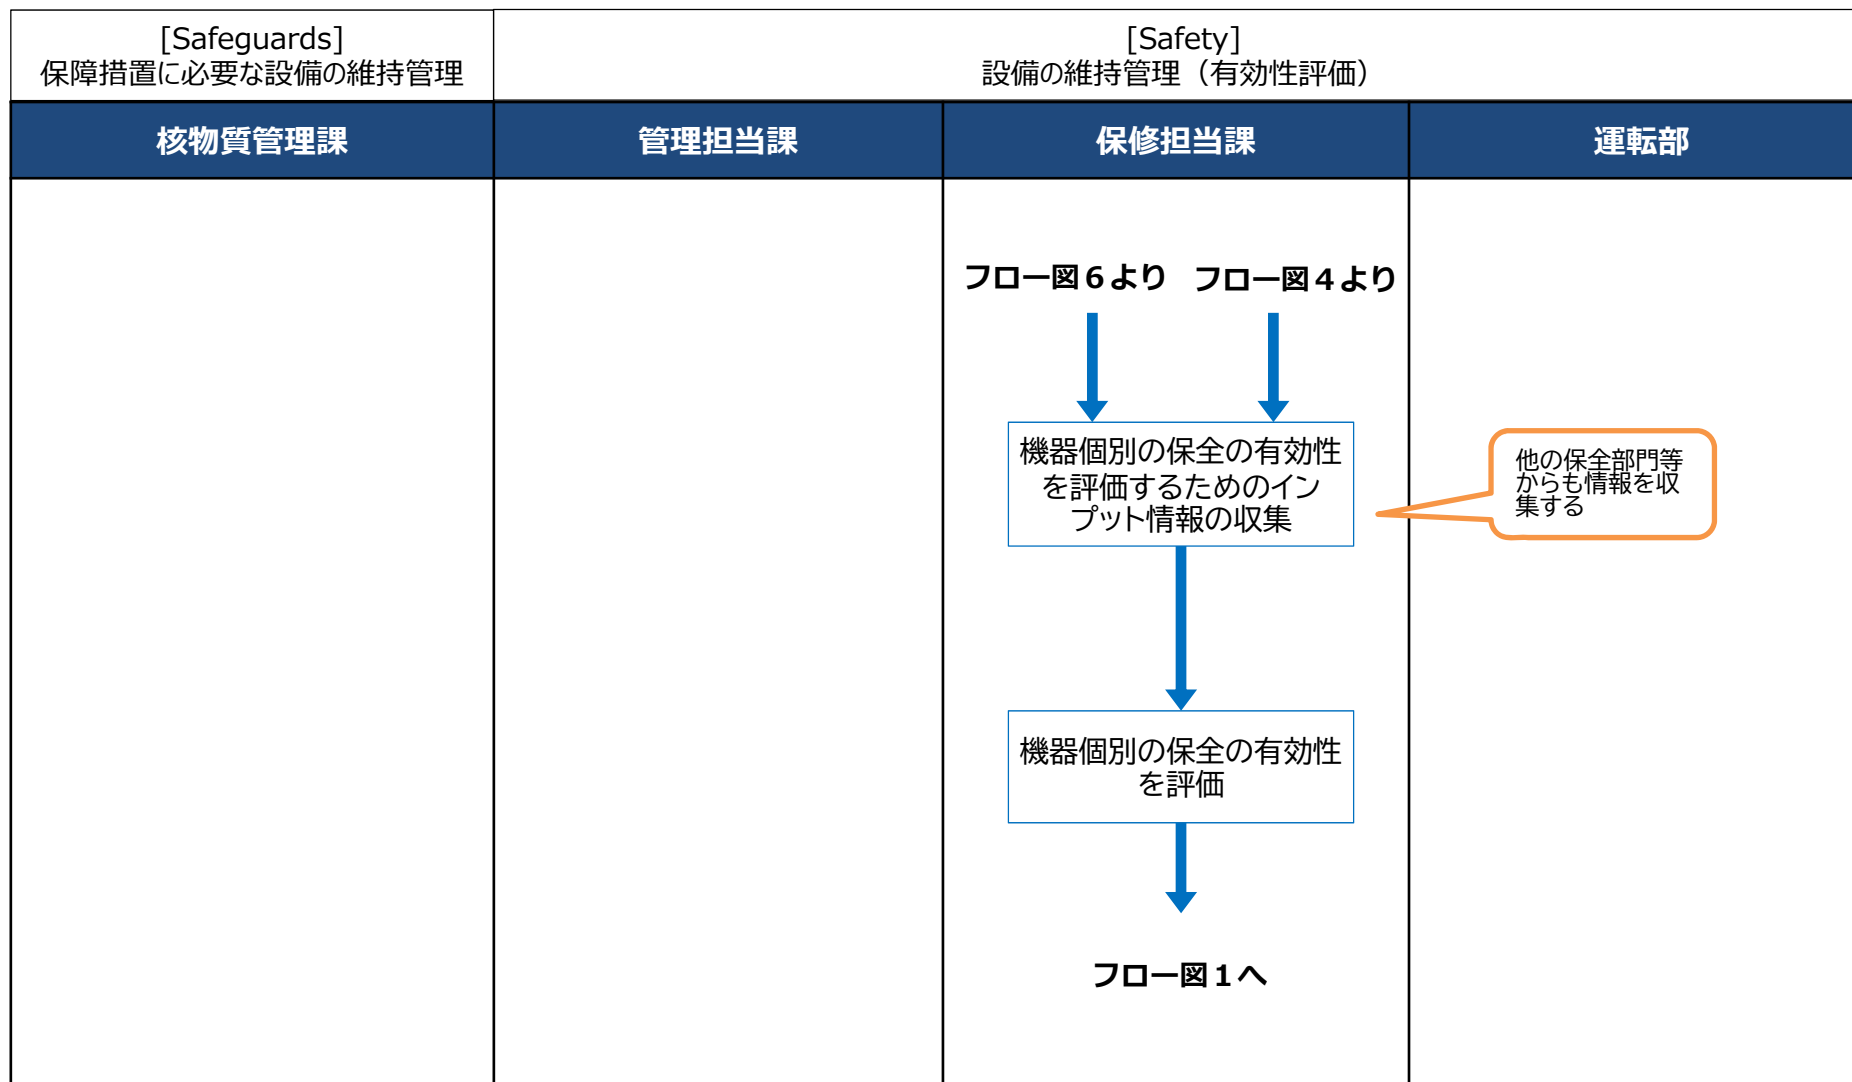 [Safeguards]
保障措置に必要な設備の維持管理
[Safety]
設備の維持管理（有効性評価）
核物質管理課
管理担当課
保修担当課
運転部
フロー図６より
フロー図４より
機器個別の保全の有効性
を評価するためのイン
プット情報の収集
他の保全部門等
からも情報を収
集する
機器個別の保全の有効性
を評価
フロー図１へ